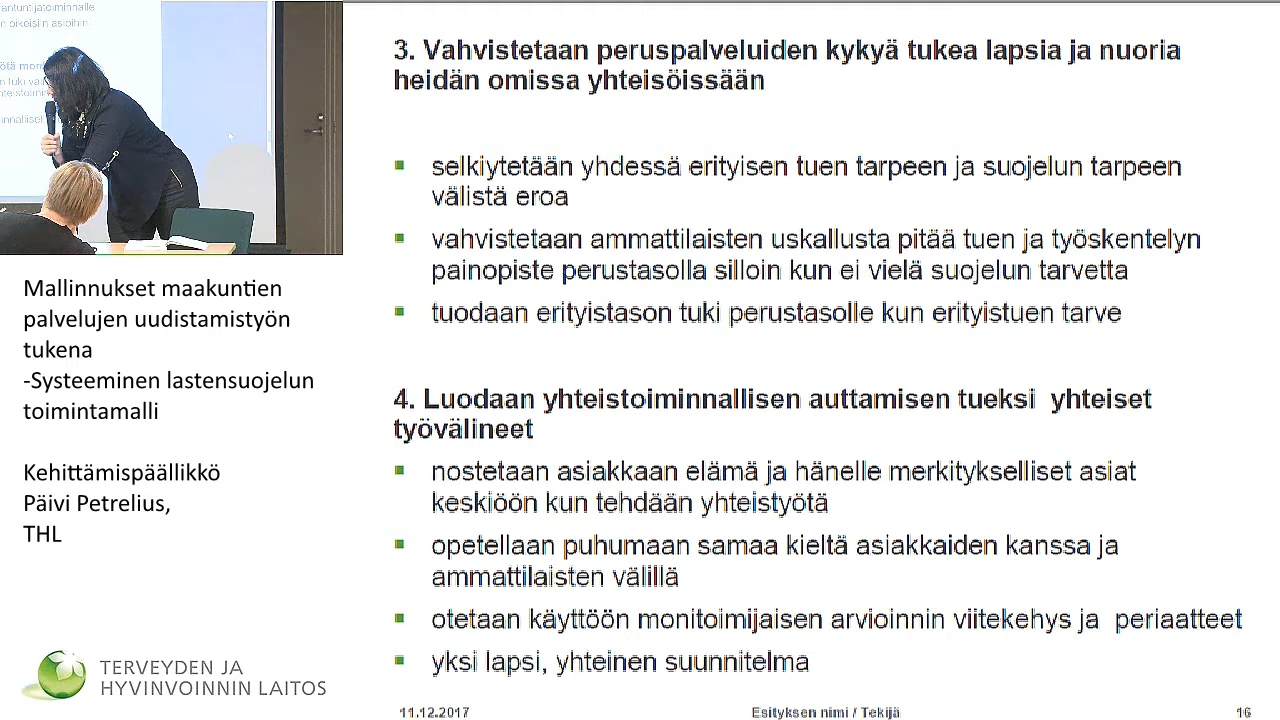 antuntijatoiminnalle
n oikeisiin asioihin
3. Vahvistetaan peruspalveluiden kykyä tukea lapsia ja nuoria
heidän omissa yhteisöissään
selkiytetään yhdessä erityisen tuen tarpeen ja suojelun tarpeen
välistä eroa
vahvistetaan ammattilaisten uskallusta pitää tuen ja työskentelyn
painopiste perustasolla silloin kun ei vielä suojelun tarvetta
tuodaan erityistason tuki perustasolle kun erityistuen tarve
4. Luodaan yhteistoiminnallisen auttamisen tueksi yhteiset
työvälineet
nostetaan asiakkaan elämä ja hänelle merkitykselliset asiat
keskiöön kun tehdään yhteistyötä
opetellaan puhumaan samaa kieltä asiakkaiden kanssa ja
ammattilaisten välillä
otetaan käyttöön monitoimijaisen arvioinnin viitekehys ja periaatteet
yksi lapsi, yhteinen suunnitelma
11.12.2017 Esityksen nimi / Tekijä 16
Mallinnukset maakuntien
palvelujen uudistamistyön
tukena
-Systeeminen lastensuojelun
toimintamalli
Kehittämispäällikkö
Päivi Petrelius,
THL
TERVEYDEN JA
HYVINVOINNIN LAITOS